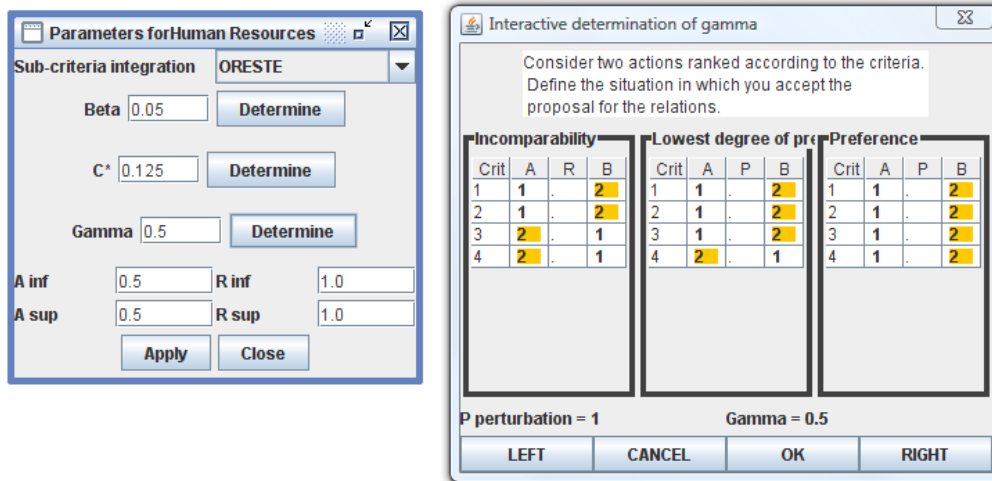 Parameters forHuman Resources
Sub-criteria integration ORESTE
Beta 0.05 Determine
C* 0.125 Determine
Gamma 0.5 Determine
A inf 0.5 R inf 1.0
A sup 0.5 R sup 1.0
Apply Close
Interactive determination of gamma
Consider two actions ranked according to the criteria.
Define the situation in which you accept the
proposal for the relations.
Incomparability
Crit A R B
1 1 . 2
2 1 . 2
3 2 . 1
4 2 . 1
Lowest degree of pre
Crit A P B
1 1 . 2
2 1 . 2
3 1 . 2
4 2 . 1
Preference
Crit A P B
1 1 . 2
2 1 . 2
3 1 . 2
4 1 . 2
P perturbation = 1 Gamma = 0.5
LEFT CANCEL OK RIGHT